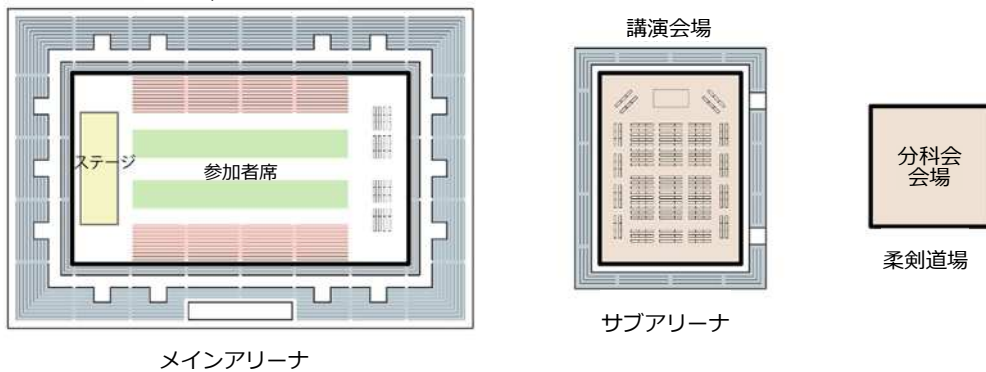 講演会場
ステージ
参加者席
分科会
会場
柔剣道場
サブアリーナ
メインアリーナ